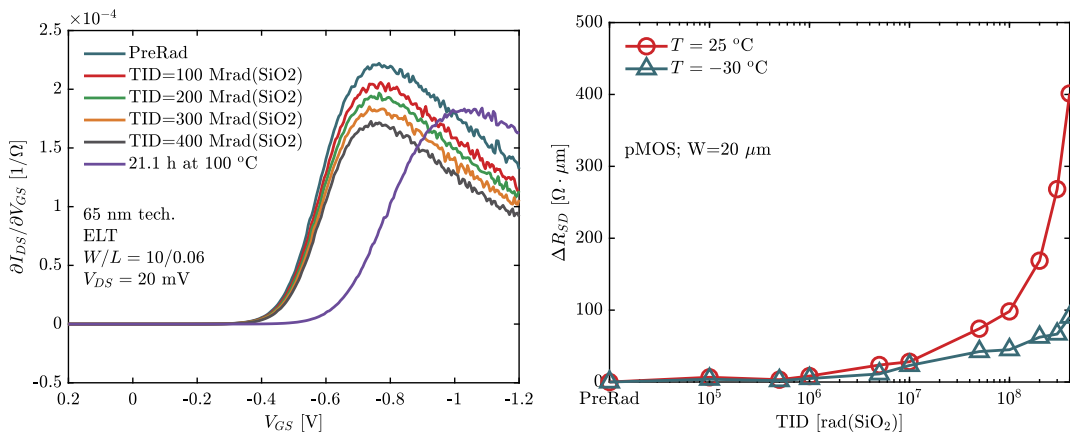 ×10⁻⁴
2.5
2
1.5
1
0.5
0
-0.5
∂I_DS/∂V_GS [1/Ω]
PreRad
TID=100 Mrad(SiO2)
TID=200 Mrad(SiO2)
TID=300 Mrad(SiO2)
TID=400 Mrad(SiO2)
21.1 h at 100 °C
65 nm tech.
ELT
W/L = 10/0.06
V_DS = 20 mV
0.2 0 -0.2 -0.4 -0.6 -0.8 -1 -1.2
V_GS [V]
500
400
300
200
100
0
ΔR_SD [Ω · μm]
T = 25 °C
T = −30 °C
pMOS; W=20 μm
PreRad 10⁵ 10⁶ 10⁷ 10⁸
TID [rad(SiO₂)]